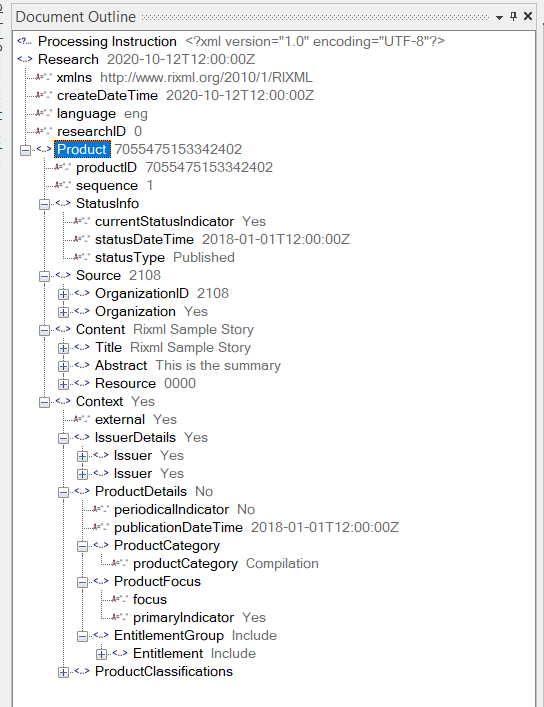 Document Outline
<?.. Processing Instruction <?xml version="1.0" encoding="UTF-8"?>
<..> Research 2020-10-12T12:00:00Z
A=".." xmlns http://www.rixml.org/2010/1/RIXML
A=".." createDateTime 2020-10-12T12:00:00Z
A=".." language eng
A=".." researchID 0
<..> Product 7055475153342402
A=".." productID 7055475153342402
A=".." sequence 1
<..> StatusInfo
A=".." currentStatusIndicator Yes
A=".." statusDateTime 2018-01-01T12:00:00Z
A=".." statusType Published
<..> Source 2108
<..> OrganizationID 2108
<..> Organization Yes
<..> Content Rixml Sample Story
<..> Title Rixml Sample Story
<..> Abstract This is the summary
<..> Resource 0000
<..> Context Yes
A=".." external Yes
<..> IssuerDetails Yes
<..> Issuer Yes
<..> Issuer Yes
<..> ProductDetails No
A=".." periodicalIndicator No
A=".." publicationDateTime 2018-01-01T12:00:00Z
<..> ProductCategory
A=".." productCategory Compilation
<..> ProductFocus
A=".." focus
A=".." primaryIndicator Yes
<..> EntitlementGroup Include
<..> Entitlement Include
<..> ProductClassifications